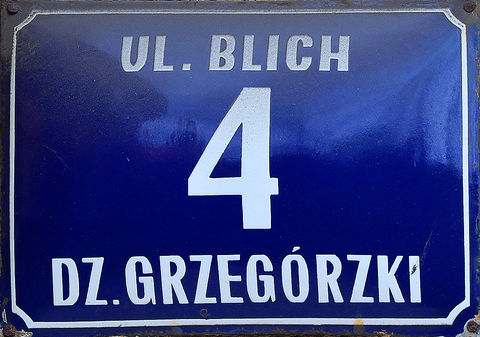 UL. BLICH
4
DZ. GRZEGÓRZKI